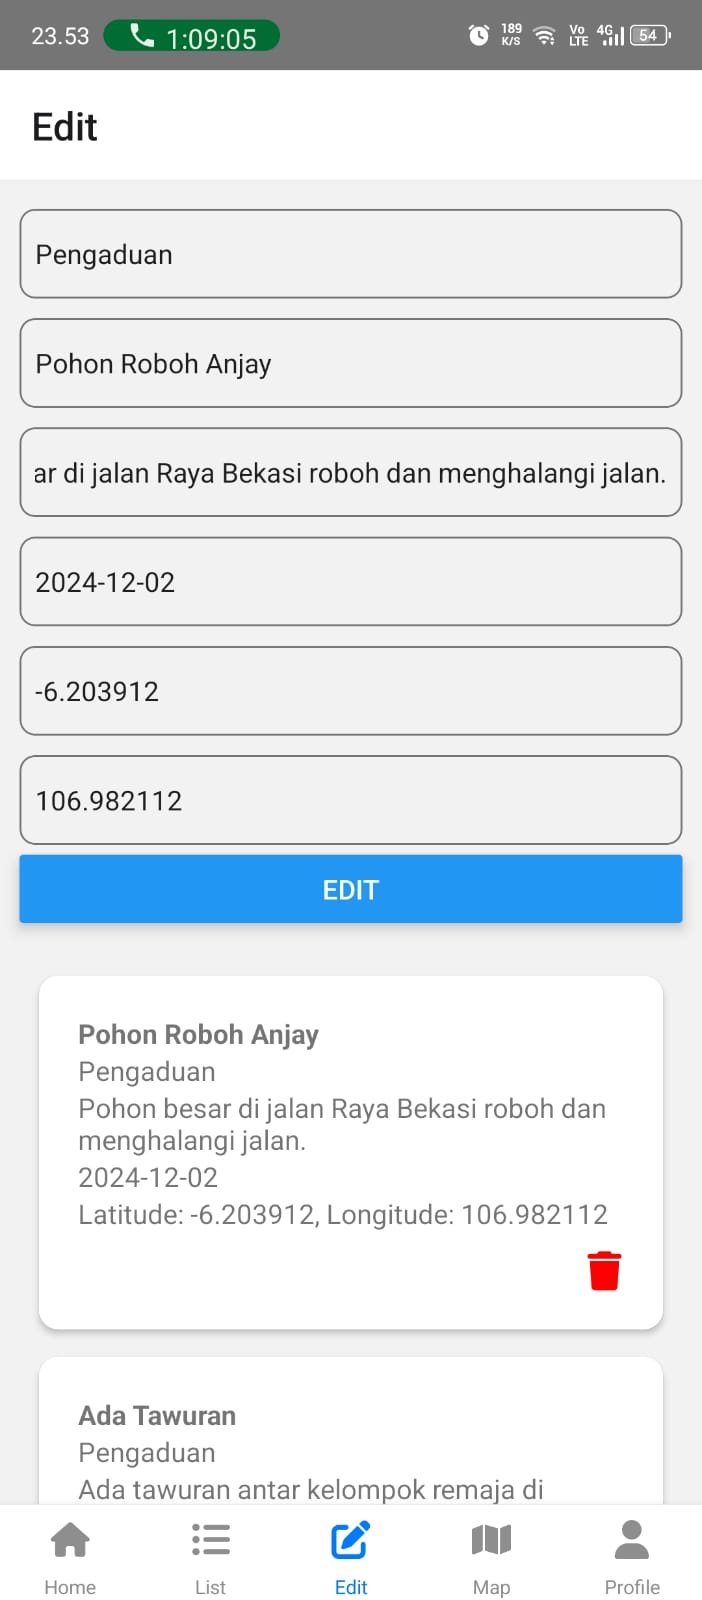 23.53 1:09:05 189 K/S Vo LTE 4G 54
Edit
Pengaduan
Pohon Roboh Anjay
ar di jalan Raya Bekasi roboh dan menghalangi jalan.
2024-12-02
-6.203912
106.982112
EDIT
Pohon Roboh Anjay
Pengaduan
Pohon besar di jalan Raya Bekasi roboh dan
menghalangi jalan.
2024-12-02
Latitude: -6.203912, Longitude: 106.982112
Ada Tawuran
Pengaduan
Ada tawuran antar kelompok remaja di
Home List Edit Map Profile